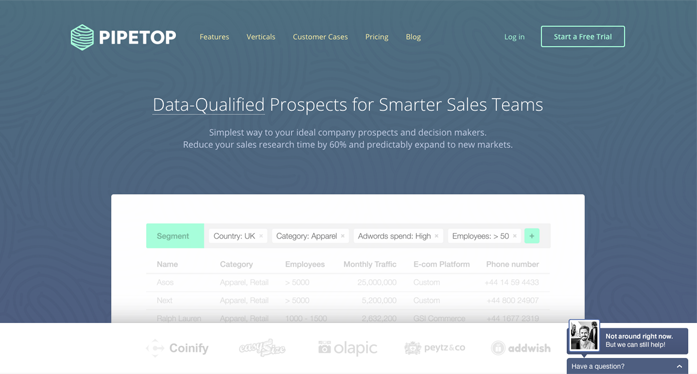 PIPETOP Features Verticals Customer Cases Pricing Blog Log in Start a Free Trial
Data-Qualified Prospects for Smarter Sales Teams
Simplest way to your ideal company prospects and decision makers.
Reduce your sales research time by 60% and predictably expand to new markets.
Segment Country: UK × Category: Apparel × Adwords spend: High × Employees: > 50 × +
Name Category Employees Monthly Traffic E-com Platform Phone number
Asos Apparel, Retail > 5000 25,000,000 Custom +44 14 59 4433
Next Apparel, Retail > 5000 5,200,000 Custom +44 800 24907
Ralph Lauren Apparel, Retail 1000 - 1500 2,632,200 GSI Commerce +44 1677 2319
Coinify olapic peytz&co addwish
Not around right now.
But we can still help!
Have a question?